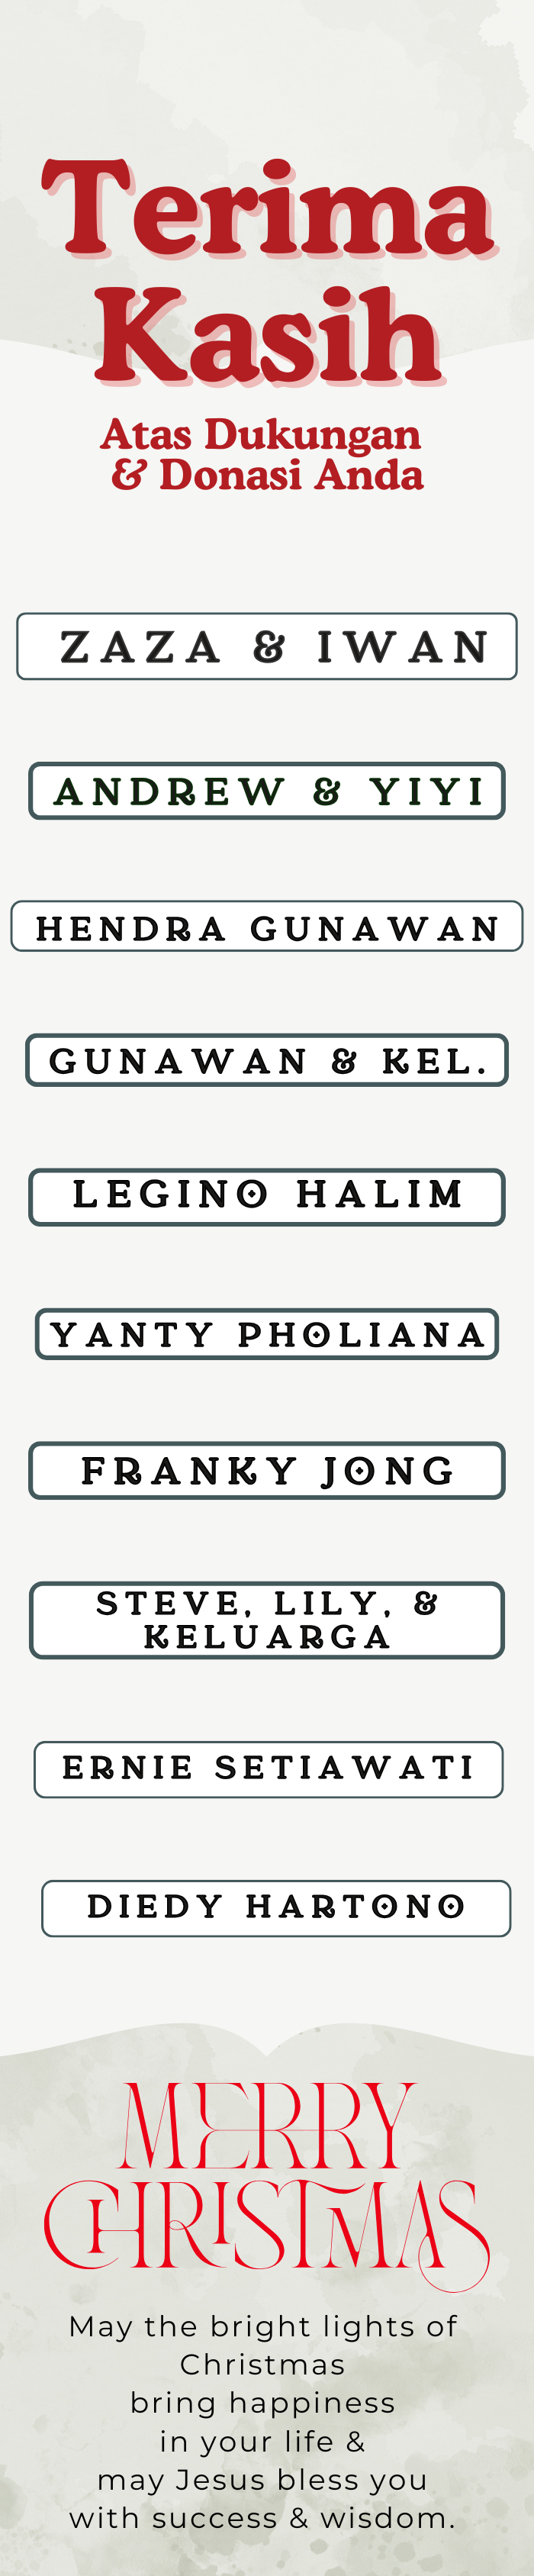 Terima
Kasih
Atas Dukungan
& Donasi Anda
ZAZA & IWAN
ANDREW & YIYI
HENDRA GUNAWAN
GUNAWAN & KEL.
LEGINO HALIM
YANTY PHOLIANA
FRANKY JONG
STEVE, LILY, &
KELUARGA
ERNIE SETIAWATI
DIEDY HARTONO
MERRY
CHRISTMAS
May the bright lights of
Christmas
bring happiness
in your life &
may Jesus bless you
with success & wisdom.